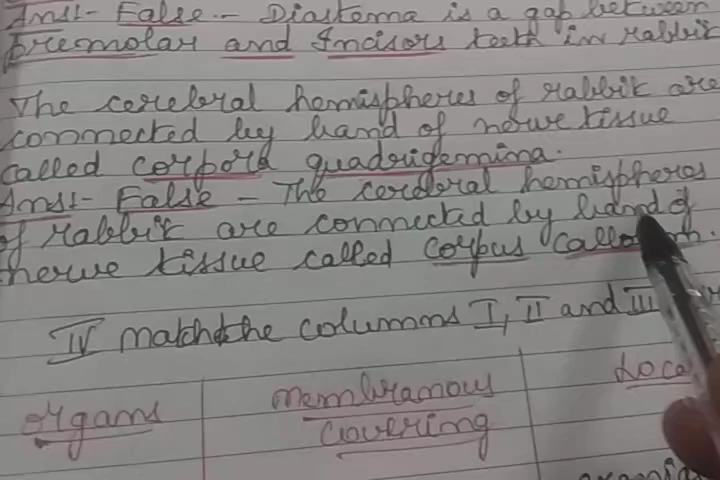 Ans:- False - Diastema is a gap between
premolar and Incisors teeth in rabbit
The cerebral hemispheres of rabbit are
connected by band of nerve tissue
called corpora quadrigemina.
Ans:- False - The cerebral hemispheres
of rabbit are connected by band of
nerve tissue called corpus
IV match the columns I, II and III
organs
membranous
covering